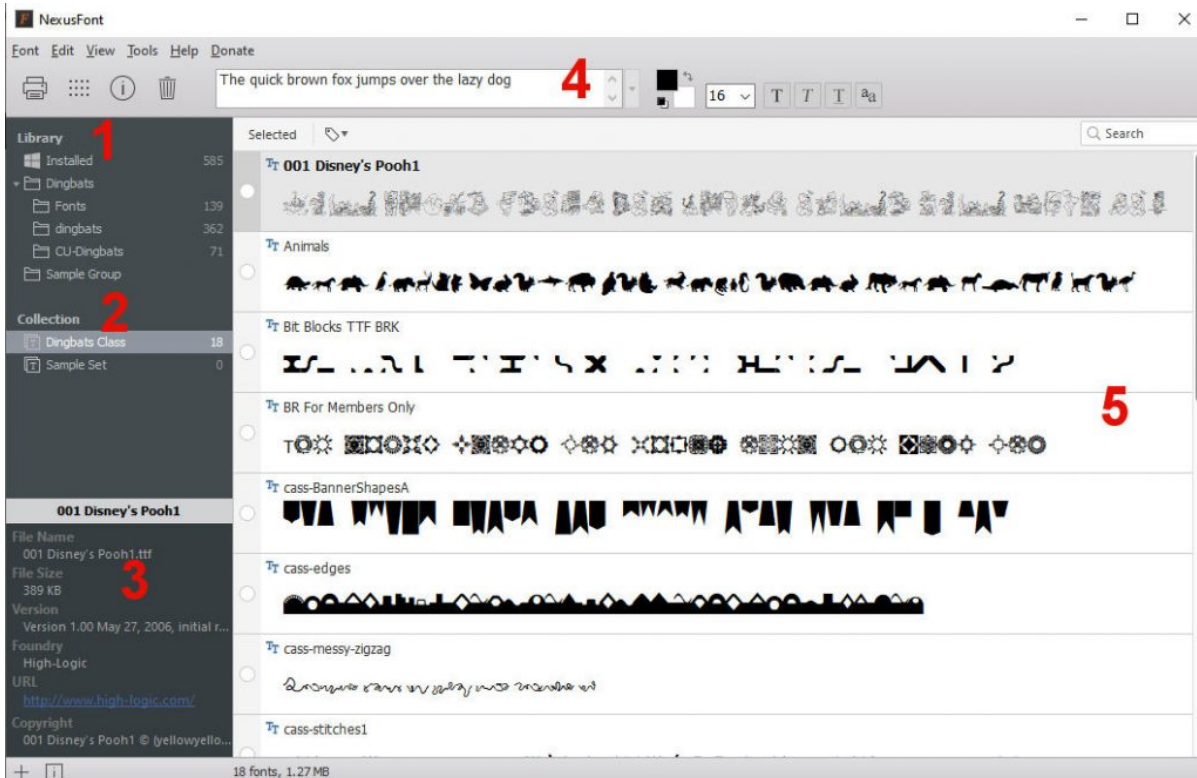 NexusFont
Font Edit View Tools Help Donate
The quick brown fox jumps over the lazy dog
4
16 T T T aa
Library
1
Installed 585
Dingbats
Fonts 139
dingbats 362
CU-Dingbats 71
Sample Group
Collection
2
Dingbats Class 18
Sample Set 0
001 Disney's Pooh1
File Name
001 Disney's Pooh1.ttf
3
File Size
389 KB
Version
Version 1.00 May 27, 2006, initial r...
Foundry
High-Logic
URL
http://www.high-logic.com/
Copyright
001 Disney's Pooh1 © (yellowyello...
Selected
Search
001 Disney's Pooh1
Animals
Bit Blocks TTF BRK
BR For Members Only
5
cass-BannerShapesA
cass-edges
cass-messy-zigzag
cass-stitches1
18 fonts, 1.27 MB